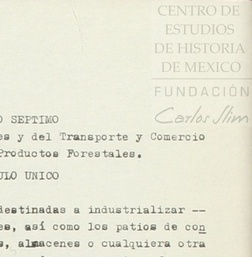 CENTRO DE
ESTUDIOS
DE HISTORIA
DE MEXICO
FUNDACIÓN
Carlos Slim
O SEPTIMO
es y del Transporte y Comercio
Productos Forestales.
ULO UNICO
destinadas a industrializar --
es, así como los patios de con
s, almacenes o cualquiera otra